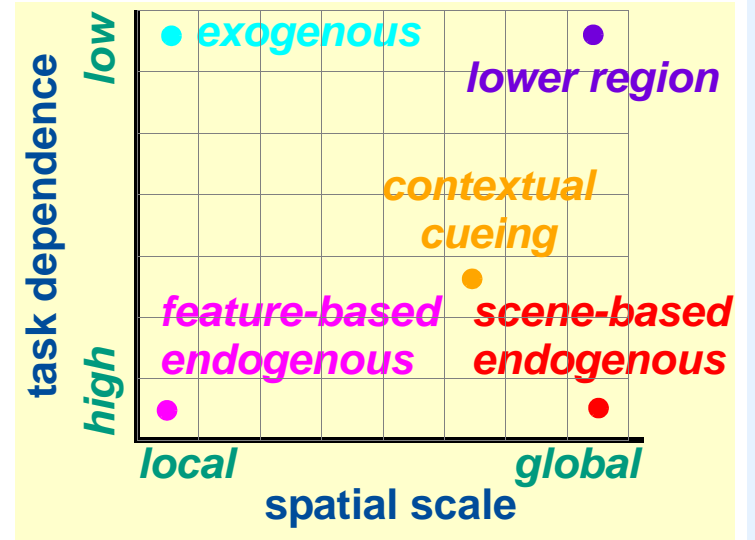 low
exogenous
lower region
task dependence
contextual
cueing
feature-based
endogenous
scene-based
endogenous
high
local
global
spatial scale